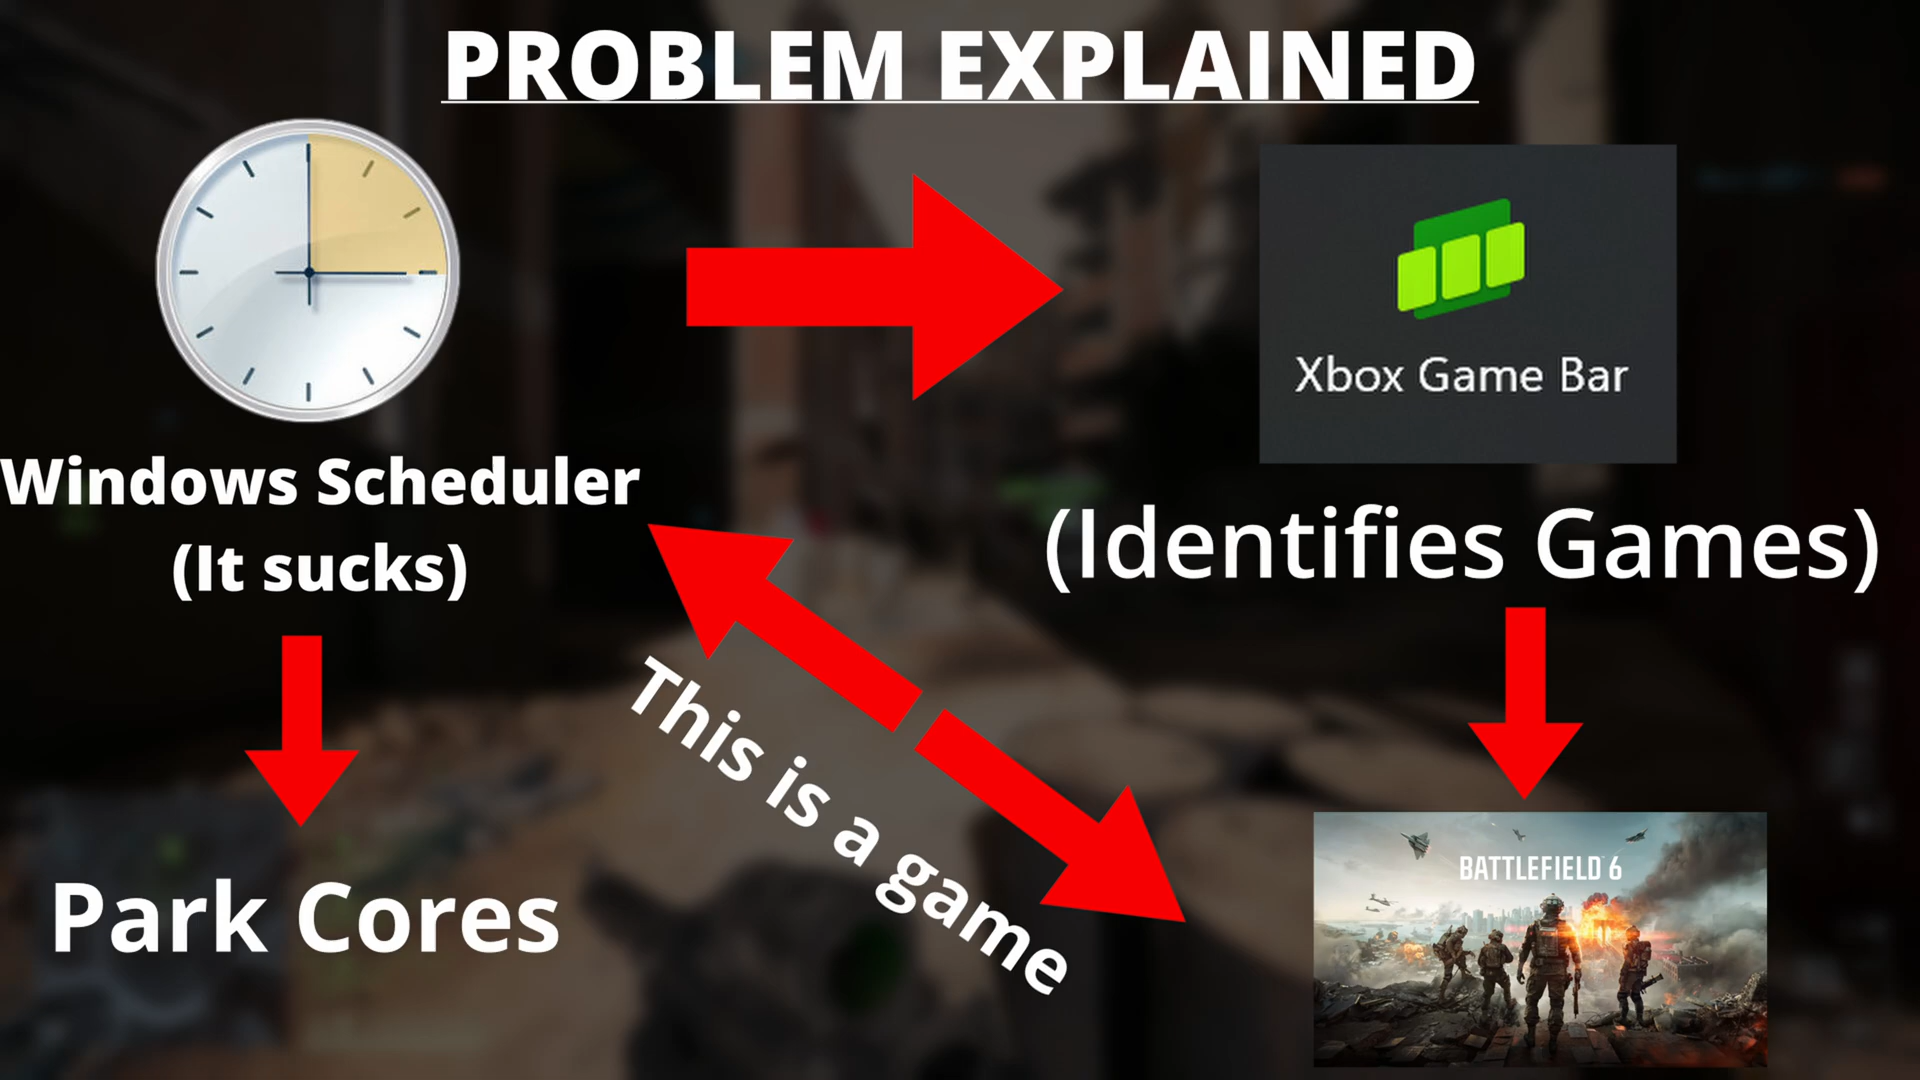 PROBLEM EXPLAINED
Xbox Game Bar
Windows Scheduler
(It sucks)
(Identifies Games)
This is a game
Park Cores
BATTLEFIELD 6